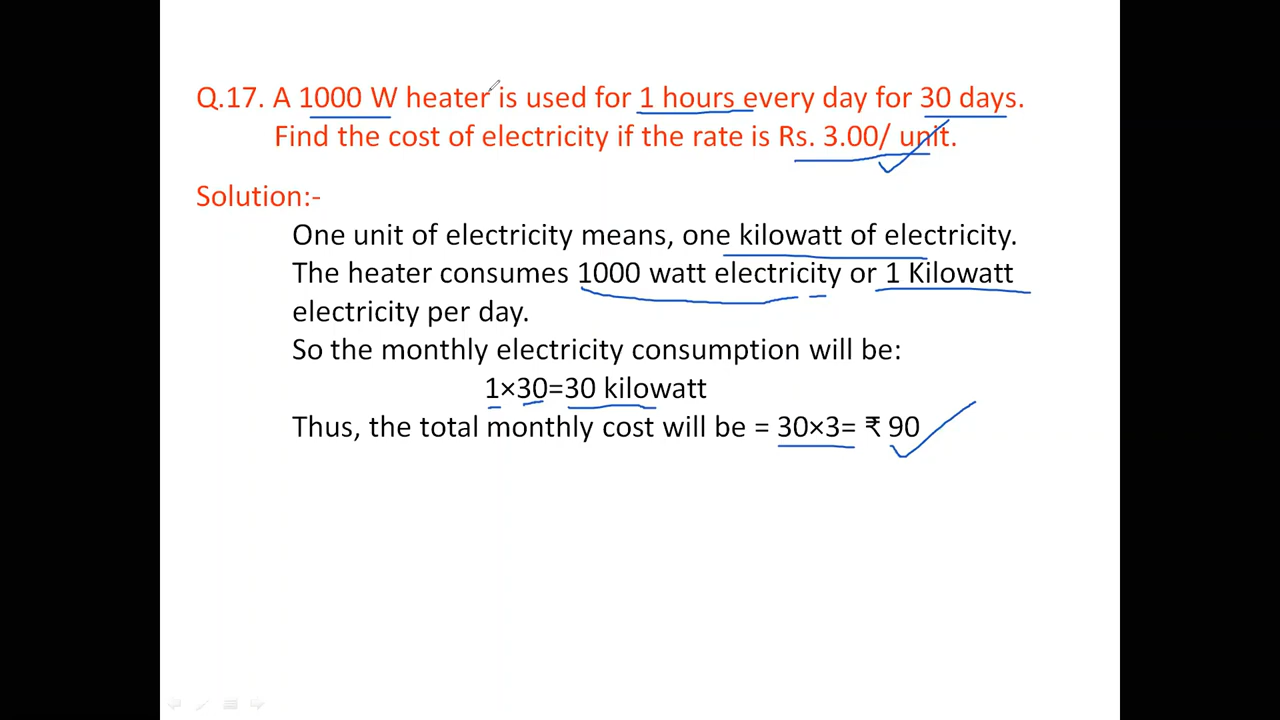 Q.17. A 1000 W heater is used for 1 hours every day for 30 days.
Find the cost of electricity if the rate is Rs. 3.00/ unit.
Solution:-
One unit of electricity means, one kilowatt of electricity.
The heater consumes 1000 watt electricity or 1 Kilowatt
electricity per day.
So the monthly electricity consumption will be:
1×30=30 kilowatt
Thus, the total monthly cost will be = 30×3= ₹ 90